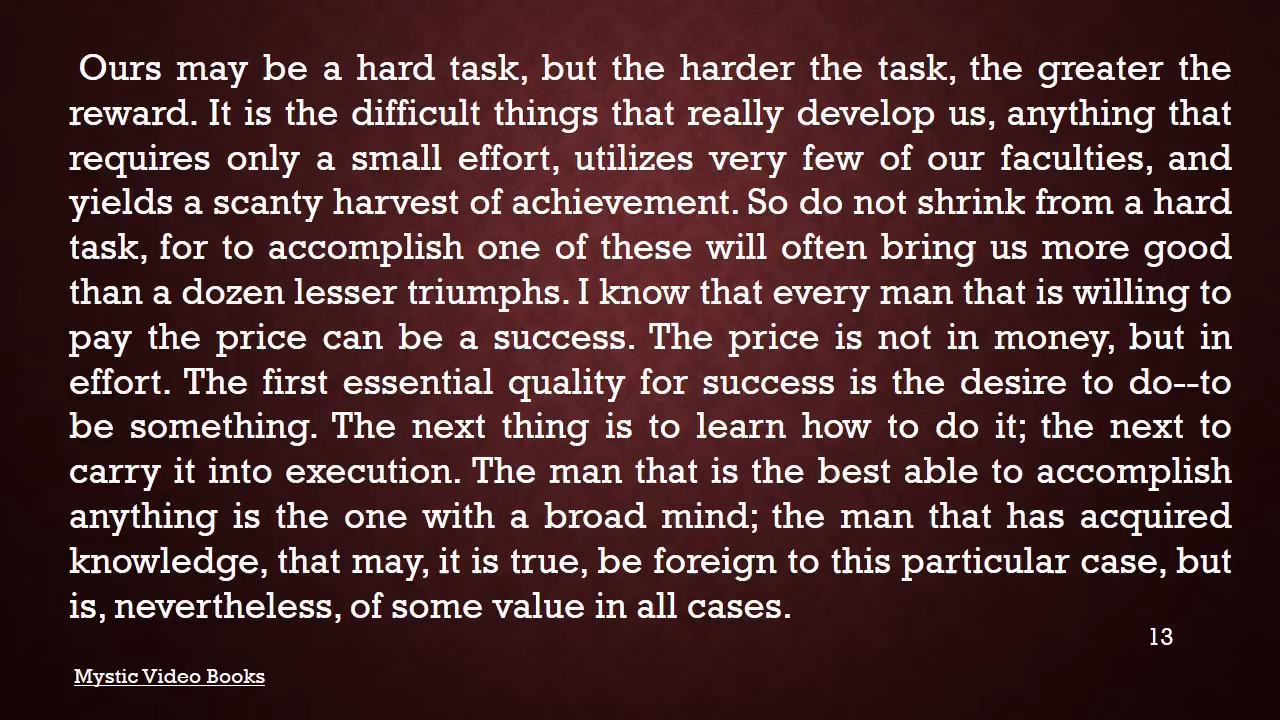 Ours may be a hard task, but the harder the task, the greater the
reward. It is the difficult things that really develop us, anything that
requires only a small effort, utilizes very few of our faculties, and
yields a scanty harvest of achievement. So do not shrink from a hard
task, for to accomplish one of these will often bring us more good
than a dozen lesser triumphs. I know that every man that is willing to
pay the price can be a success. The price is not in money, but in
effort. The first essential quality for success is the desire to do--to
be something. The next thing is to learn how to do it; the next to
carry it into execution. The man that is the best able to accomplish
anything is the one with a broad mind; the man that has acquired
knowledge, that may, it is true, be foreign to this particular case, but
is, nevertheless, of some value in all cases.
13
Mystic Video Books